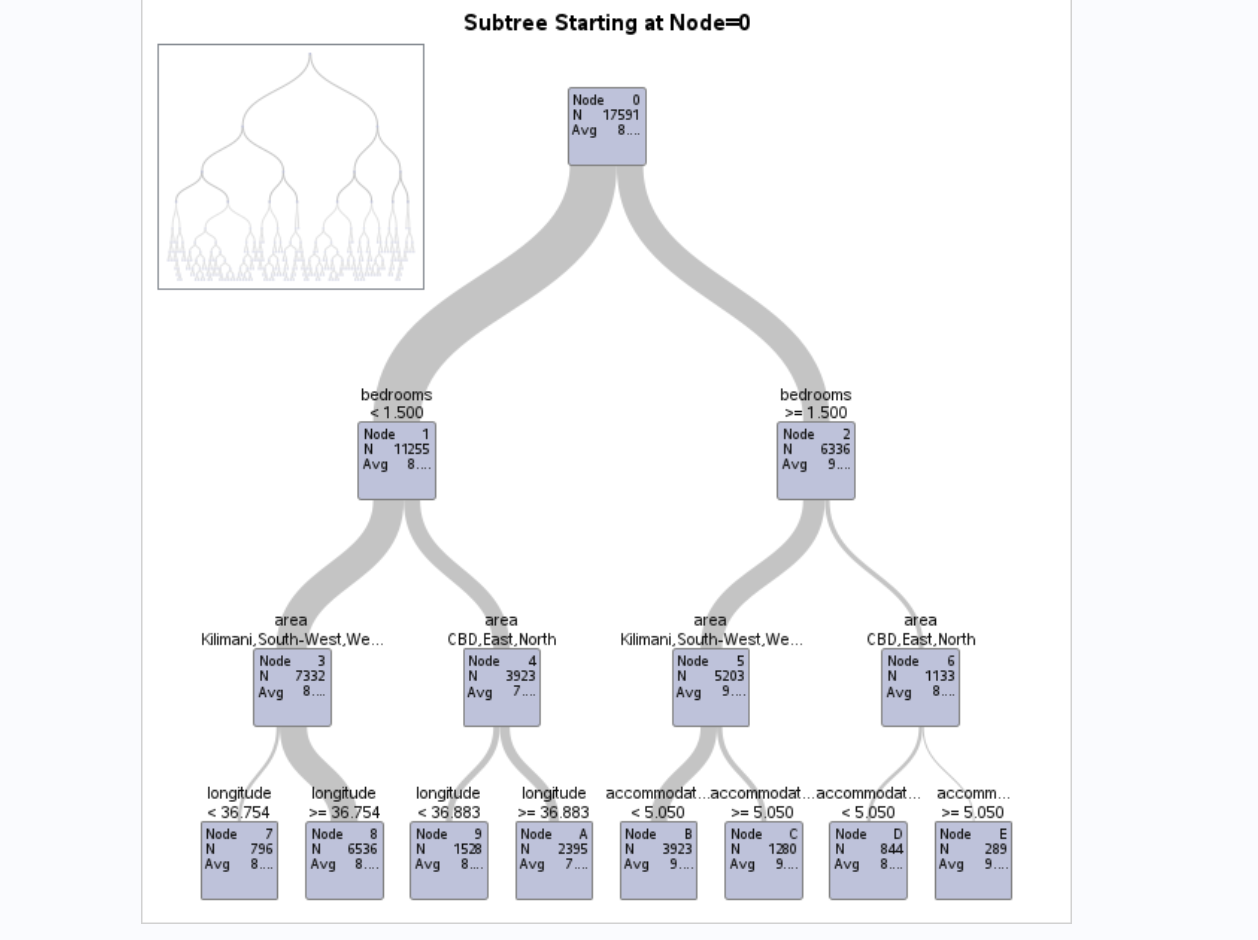 Subtree Starting at Node=0
Node 0
N 17591
Avg 8....
bedrooms
< 1.500
Node 1
N 11255
Avg 8....
bedrooms
>= 1.500
Node 2
N 6336
Avg 9....
area
Kilimani,South-West,We...
Node 3
N 7332
Avg 8....
area
CBD,East,North
Node 4
N 3923
Avg 7....
area
Kilimani,South-West,We...
Node 5
N 5203
Avg 9....
area
CBD,East,North
Node 6
N 1133
Avg 8....
longitude
< 36.754
Node 7
N 796
Avg 8....
longitude
>= 36.754
Node 8
N 6536
Avg 8....
longitude
< 36.883
Node 9
N 1528
Avg 8....
longitude
>= 36.883
Node A
N 2395
Avg 7....
accommodat...
< 5.050
Node B
N 3923
Avg 9....
accommodat...
>= 5.050
Node C
N 1280
Avg 9....
accommodat...
< 5.050
Node D
N 844
Avg 8....
accomm...
>= 5.050
Node E
N 289
Avg 9....